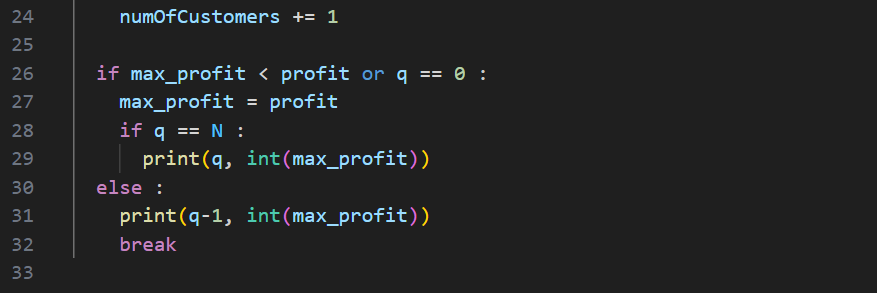 24 numOfCustomers += 1
25
26 if max_profit < profit or q == 0 :
27 max_profit = profit
28 if q == N :
29 print(q, int(max_profit))
30 else :
31 print(q-1, int(max_profit))
32 break
33